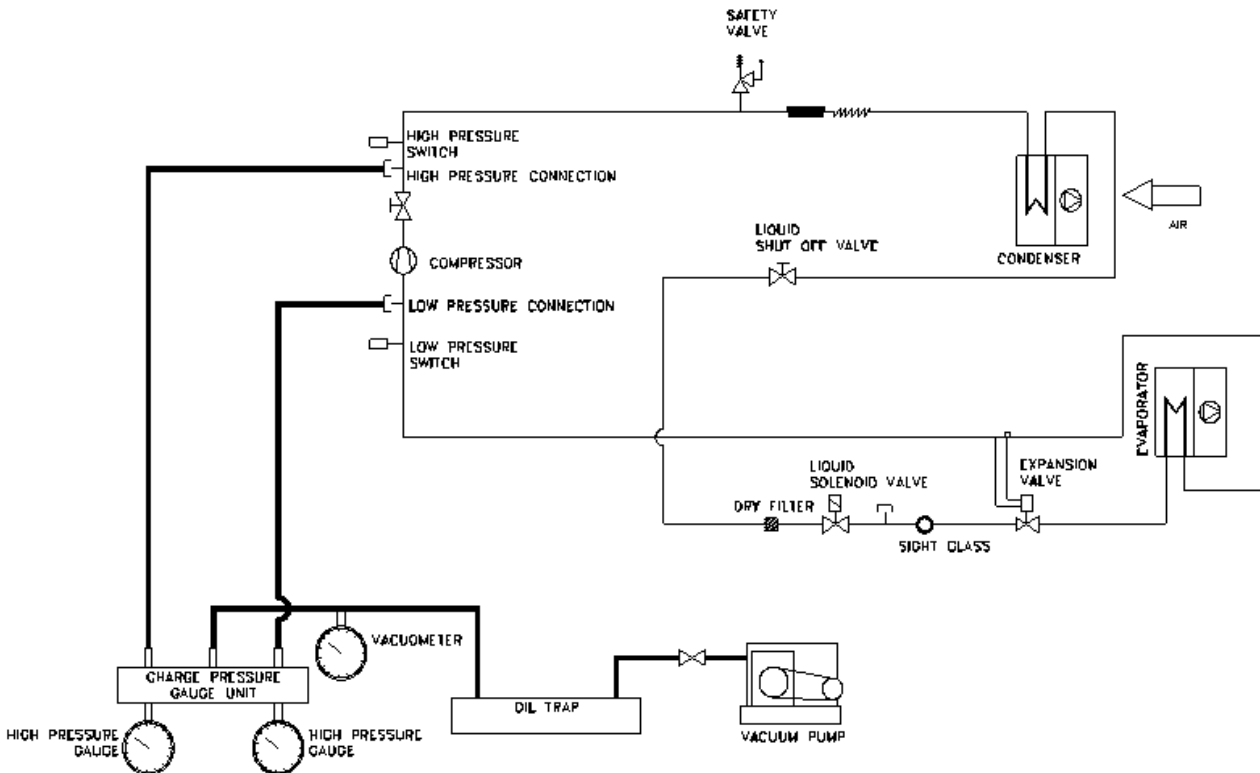 SAFETY
VALVE
HIGH PRESSURE
SWITCH
HIGH PRESSURE CONNECTION
COMPRESSOR
LOW PRESSURE CONNECTION
LOW PRESSURE
SWITCH
LIQUID
SHUT OFF VALVE
CONDENSER
AIR
EVAPORATOR
LIQUID
SOLENOID VALVE
EXPANSION
VALVE
DRY FILTER
SIGHT GLASS
VACUOMETER
CHARGE PRESSURE
GAUGE UNIT
OIL TRAP
HIGH PRESSURE
GAUGE
HIGH PRESSURE
GAUGE
VACUUM PUMP